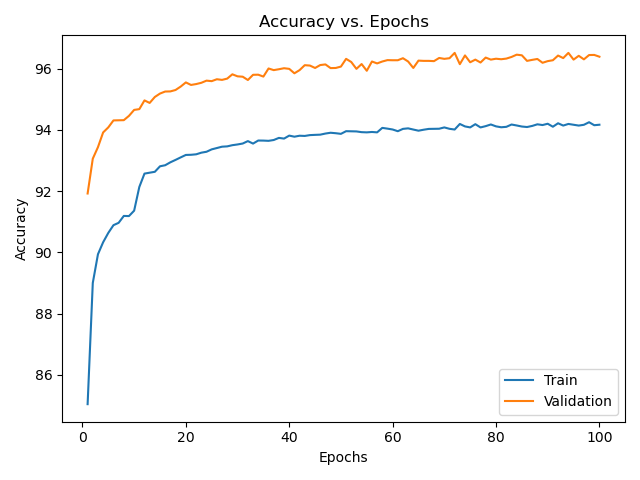 Accuracy vs. Epochs
96
94
92
90
88
86
Accuracy
0 20 40 60 80 100
Epochs
Train
Validation